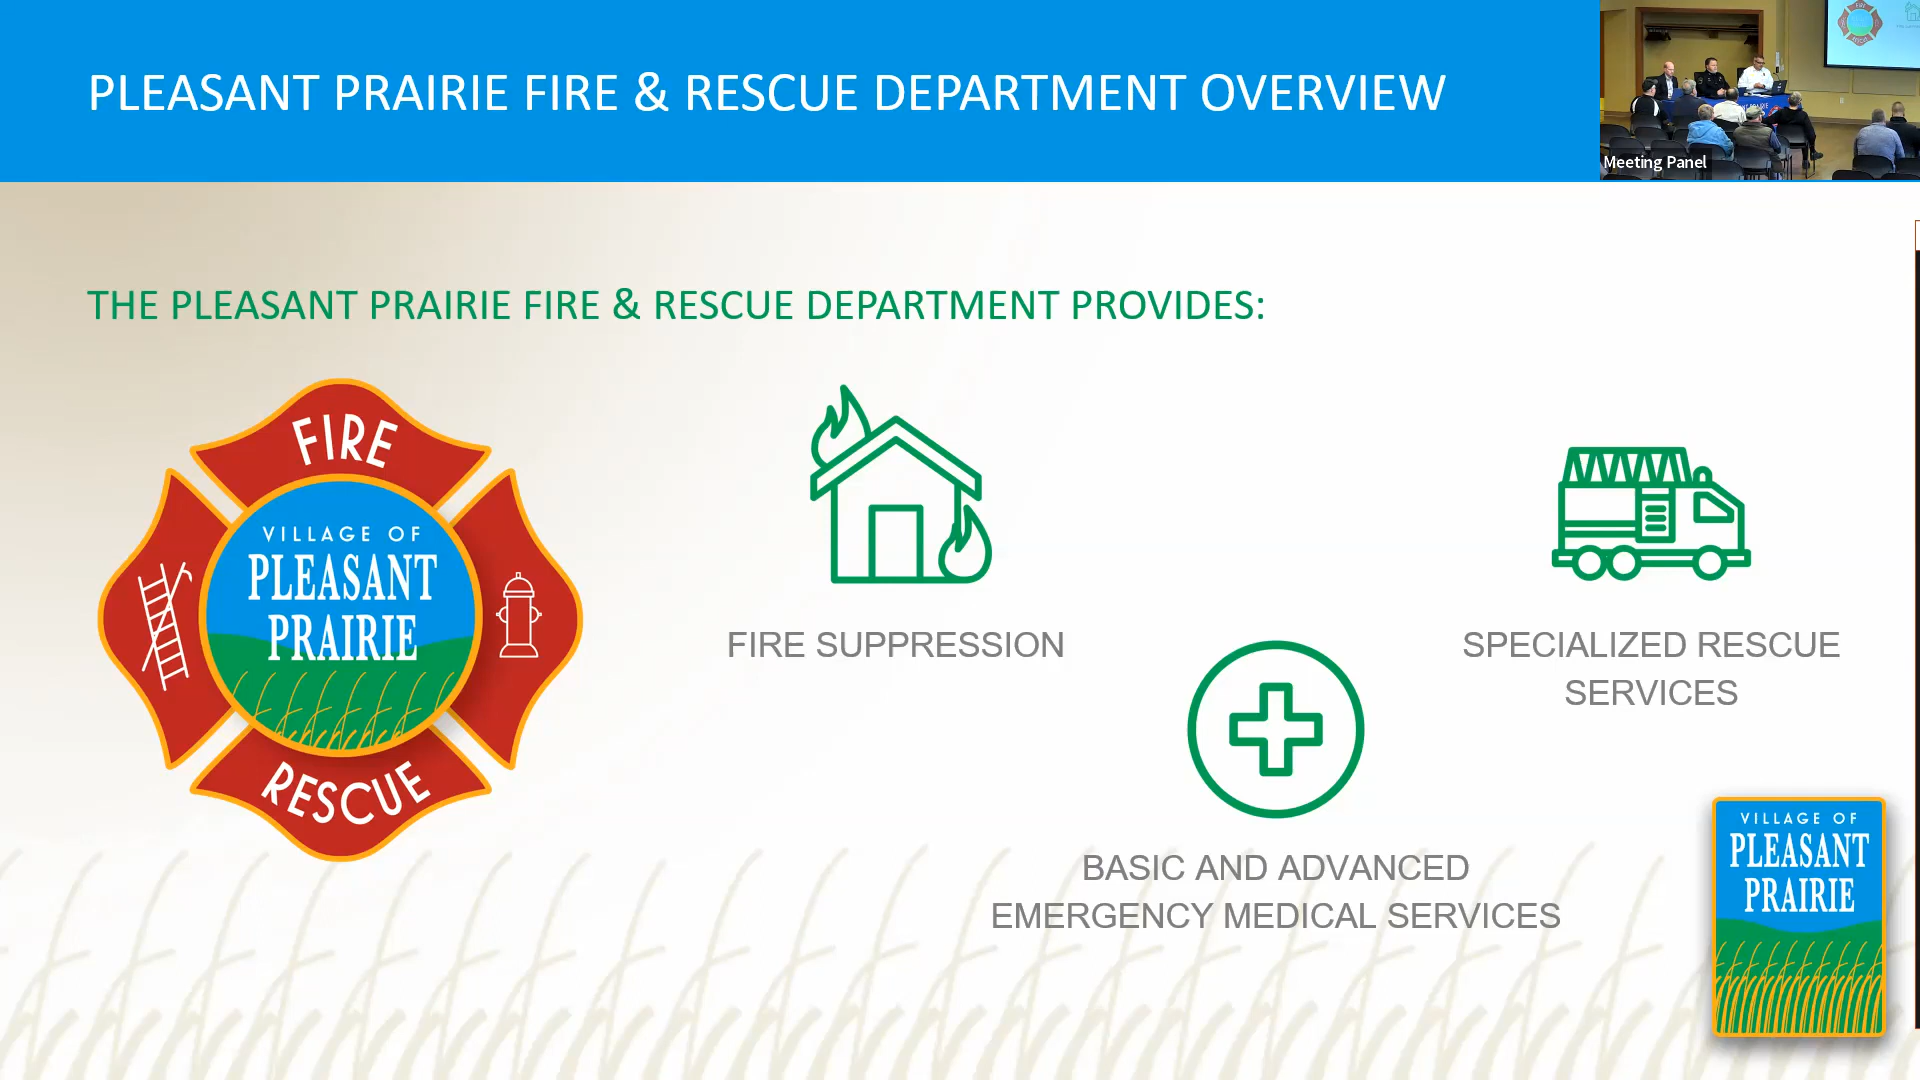 PLEASANT PRAIRIE FIRE & RESCUE DEPARTMENT OVERVIEW
Meeting Panel
THE PLEASANT PRAIRIE FIRE & RESCUE DEPARTMENT PROVIDES:
FIRE
VILLAGE OF
PLEASANT
PRAIRIE
RESCUE
FIRE SUPPRESSION
SPECIALIZED RESCUE
SERVICES
BASIC AND ADVANCED
EMERGENCY MEDICAL SERVICES
VILLAGE OF
PLEASANT
PRAIRIE